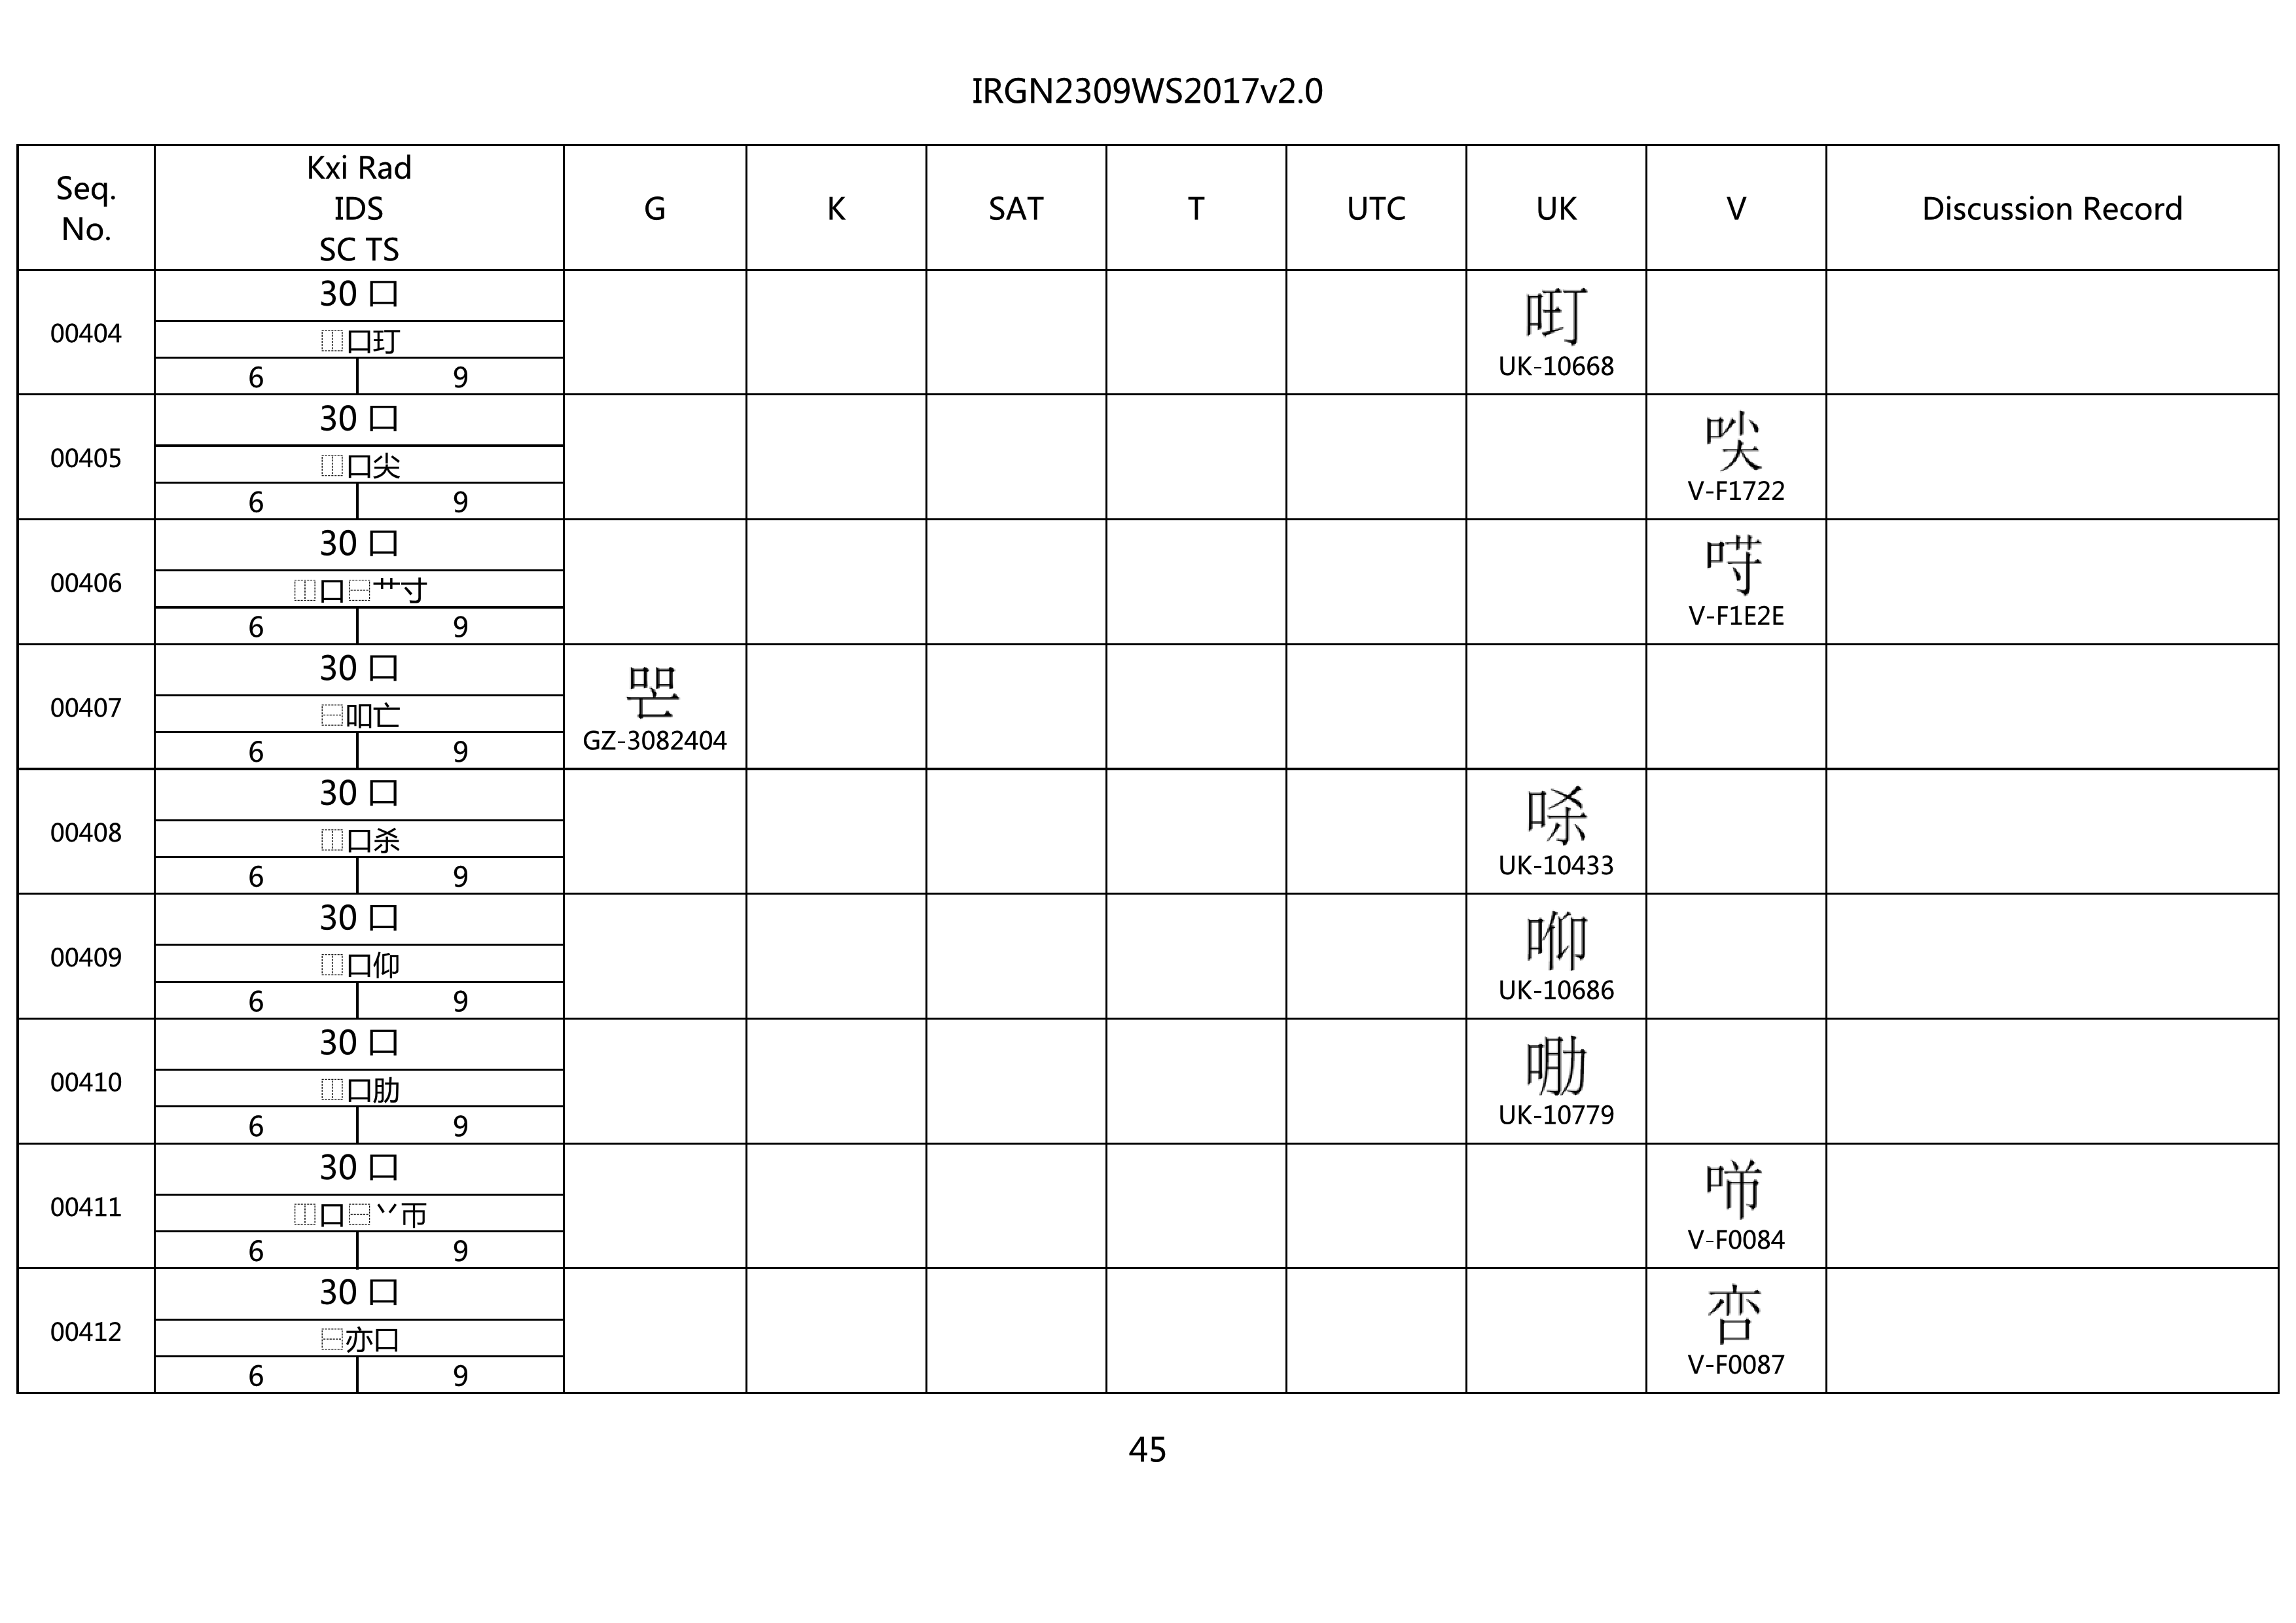 IRGN2309WS2017v2.0
Seq. No.
Kxi Rad
IDS
SC TS
G K SAT T UTC UK V Discussion Record
00404
30 口
⿰口玎
6 9
UK-10668
00405
30 口
⿰口尖
6 9
V-F1722
00406
30 口
⿰口⿱艹寸
6 9
V-F1E2E
00407
30 口
⿱吅亡
6 9
GZ-3082404
00408
30 口
⿰口杀
6 9
UK-10433
00409
30 口
⿰口仰
6 9
UK-10686
00410
30 口
⿰口肋
6 9
UK-10779
00411
30 口
⿰口⿱丷帀
6 9
V-F0084
00412
30 口
⿱亦口
6 9
V-F0087
45